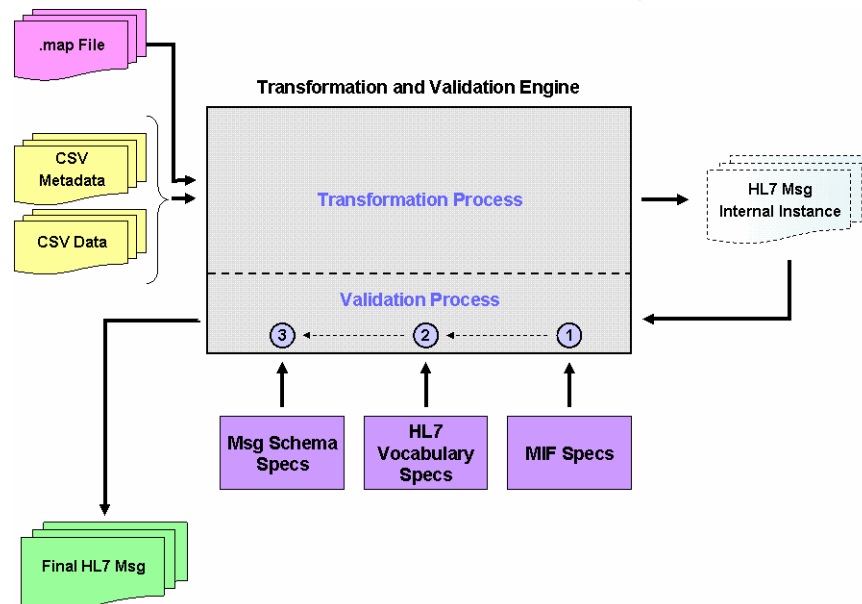 .map File
Transformation and Validation Engine
CSV
Metadata
CSV Data
Transformation Process
HL7 Msg
Internal Instance
Validation Process
3
2
1
Msg Schema
Specs
HL7
Vocabulary
Specs
MIF Specs
Final HL7 Msg